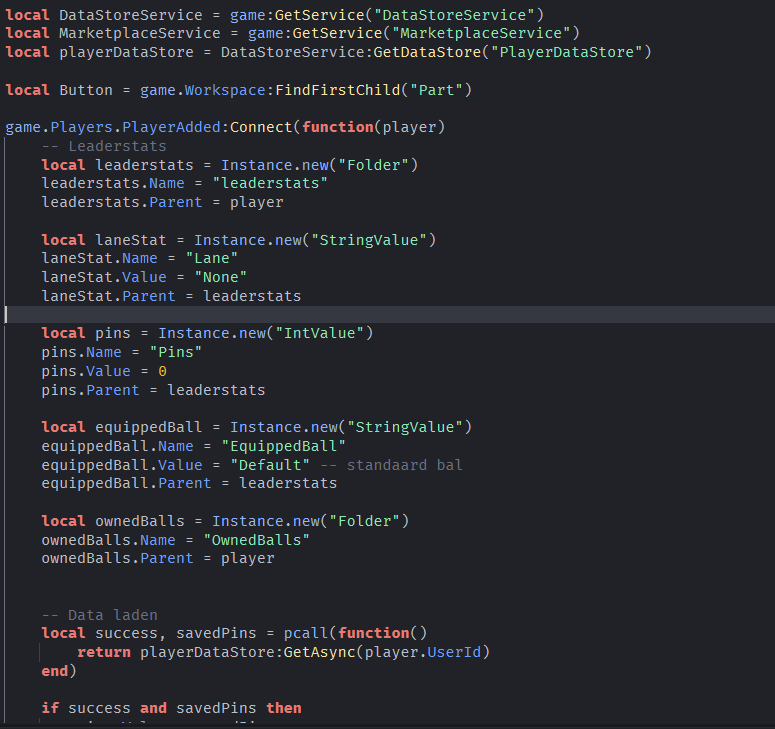 local DataStoreService = game:GetService("DataStoreService")
local MarketplaceService = game:GetService("MarketplaceService")
local playerDataStore = DataStoreService:GetDataStore("PlayerDataStore")

local Button = game.Workspace:FindFirstChild("Part")

game.Players.PlayerAdded:Connect(function(player)
    -- Leaderstats
    local leaderstats = Instance.new("Folder")
    leaderstats.Name = "leaderstats"
    leaderstats.Parent = player

    local laneStat = Instance.new("StringValue")
    laneStat.Name = "Lane"
    laneStat.Value = "None"
    laneStat.Parent = leaderstats

    local pins = Instance.new("IntValue")
    pins.Name = "Pins"
    pins.Value = 0
    pins.Parent = leaderstats

    local equippedBall = Instance.new("StringValue")
    equippedBall.Name = "EquippedBall"
    equippedBall.Value = "Default" -- standaard bal
    equippedBall.Parent = leaderstats

    local ownedBalls = Instance.new("Folder")
    ownedBalls.Name = "OwnedBalls"
    ownedBalls.Parent = player


    -- Data laden
    local success, savedPins = pcall(function()
        return playerDataStore:GetAsync(player.UserId)
    end)

    if success and savedPins then